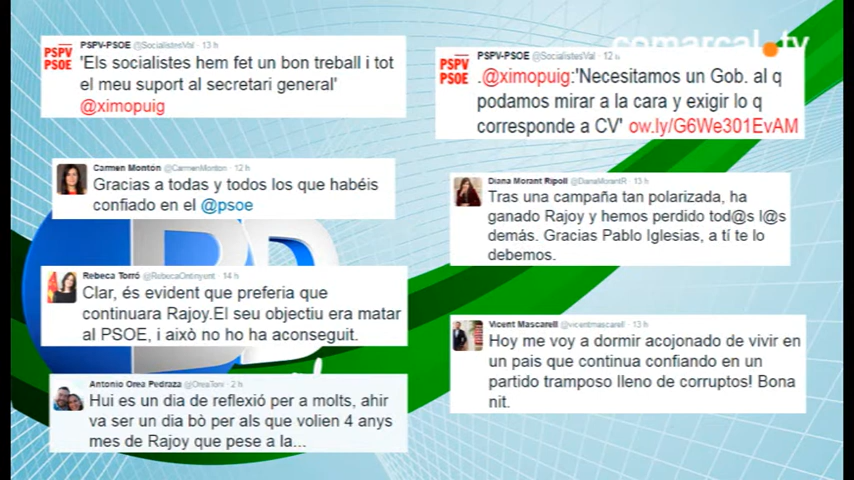 comarcal.tv
PSPV-PSOE @SocialistesVal · 13 h
PSPV
PSOE
'Els socialistes hem fet un bon treball i tot
el meu suport al secretari general'
@ximopuig
PSPV-PSOE @SocialistesVal · 12 h
PSPV
PSOE
.@ximopuig:'Necesitamos un Gob. al q
podamos mirar a la cara y exigir lo q
corresponde a CV' ow.ly/G6We301EvAM
Carmen Montón @CarmenMonton · 12 h
Gracias a todas y todos los que habéis
confiado en el @psoe
Diana Morant Ripoll @DianaMorantR · 13 h
Tras una campaña tan polarizada, ha
ganado Rajoy y hemos perdido tod@s l@s
demás. Gracias Pablo Iglesias, a tí te lo
debemos.
Rebeca Torró @RebecaOntinyent · 14 h
Clar, és evident que preferia que
continuara Rajoy.El seu objectiu era matar
al PSOE, i això no ho ha aconseguit.
Vicent Mascarell @vicentmascarell · 13 h
Hoy me voy a dormir acojonado de vivir en
un pais que continua confiando en un
partido tramposo lleno de corruptos! Bona
nit.
Antonio Orea Pedraza @OreaToni · 2 h
Hui es un dia de reflexió per a molts, ahir
va ser un dia bò per als que volien 4 anys
mes de Rajoy que pese a la...